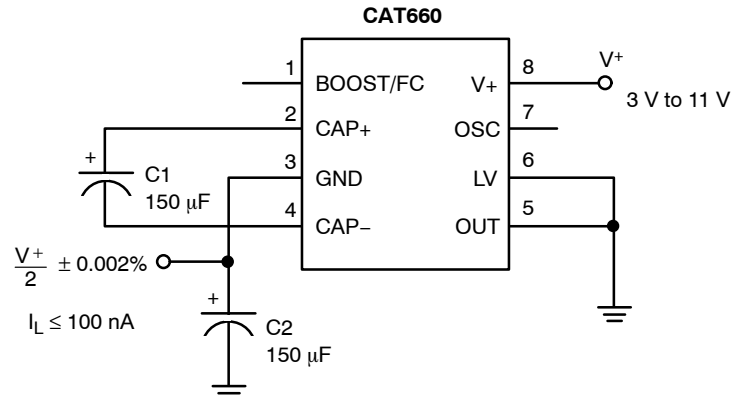 CAT660
1 BOOST/FC V+ 8 V+
3 V to 11 V
2 CAP+ OSC 7
+ C1
150 μF
3 GND LV 6
4 CAP− OUT 5
V+
2
± 0.002%
I_L ≤ 100 nA
+ C2
150 μF